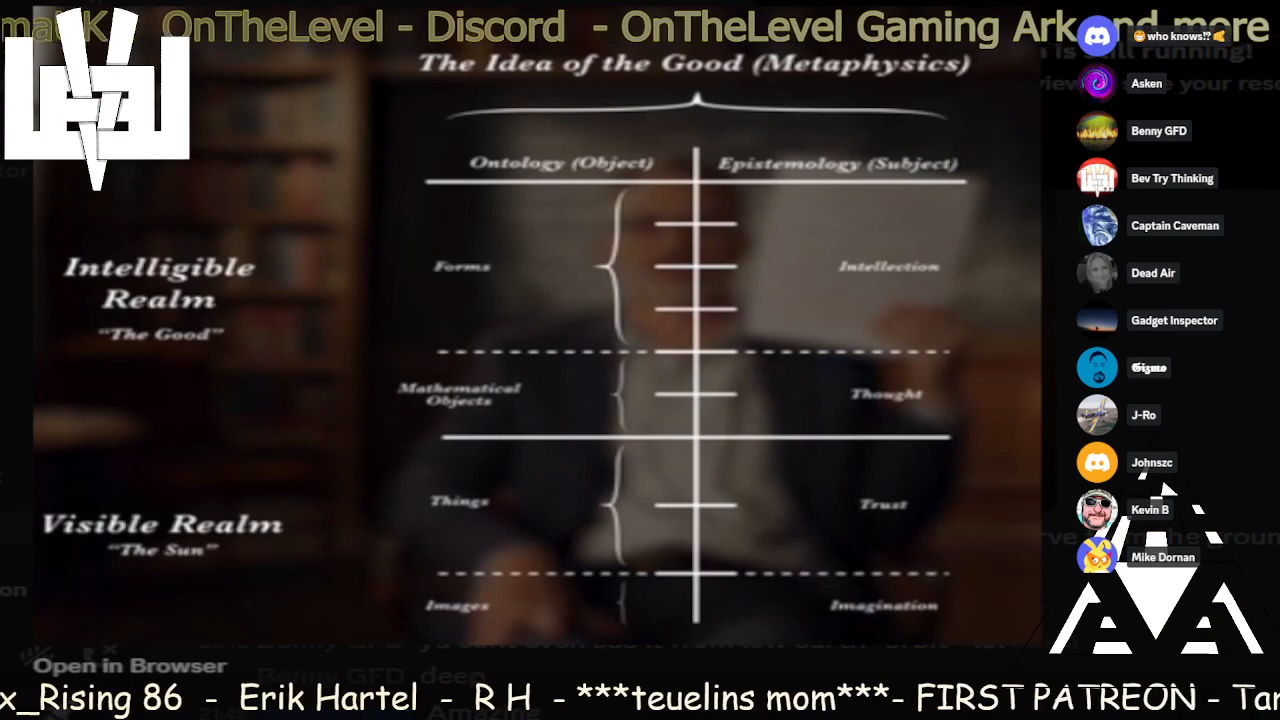 OnTheLevel - Discord - OnTheLevel Gaming Ark and more
The Idea of the Good (Metaphysics)
Ontology (Object)
Epistemology (Subject)
Intelligible
Realm
"The Good"
Forms
Intellection
Mathematical
Objects
Thought
Visible Realm
"The Sun"
Things
Trust
Images
Imagination
Open in Browser
who knows!?
Asken
Benny GFD
Bev Try Thinking
Captain Caveman
Dead Air
Gadget Inspector
Gizmo
J-Ro
Johnszc
Kevin B
Mike Dornan
x_Rising 86 - Erik Hartel - R H - ***teuelins mom***- FIRST PATREON - Tar